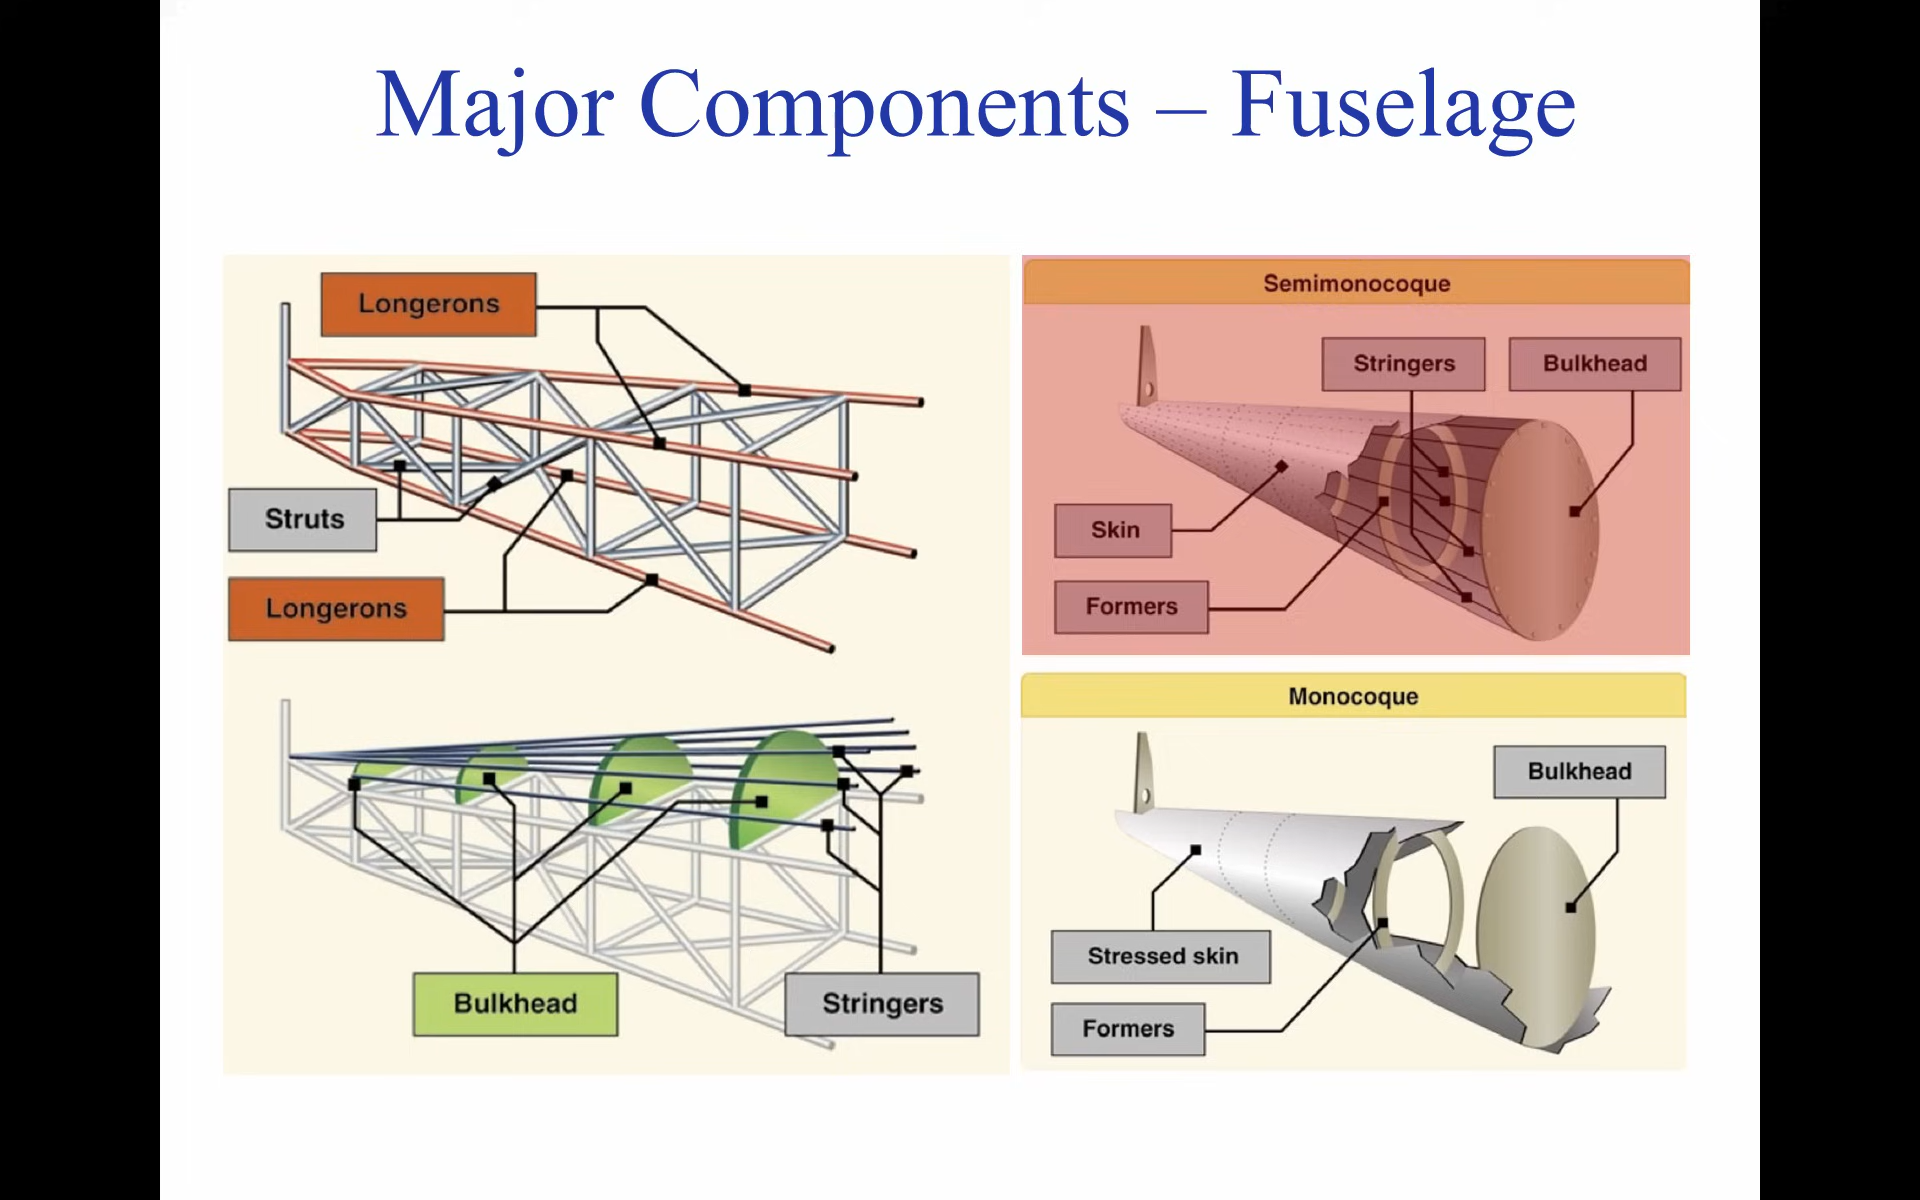 Major Components – Fuselage
Longerons
Struts
Longerons
Bulkhead
Stringers
Semimonocoque
Stringers
Bulkhead
Skin
Formers
Monocoque
Bulkhead
Stressed skin
Formers